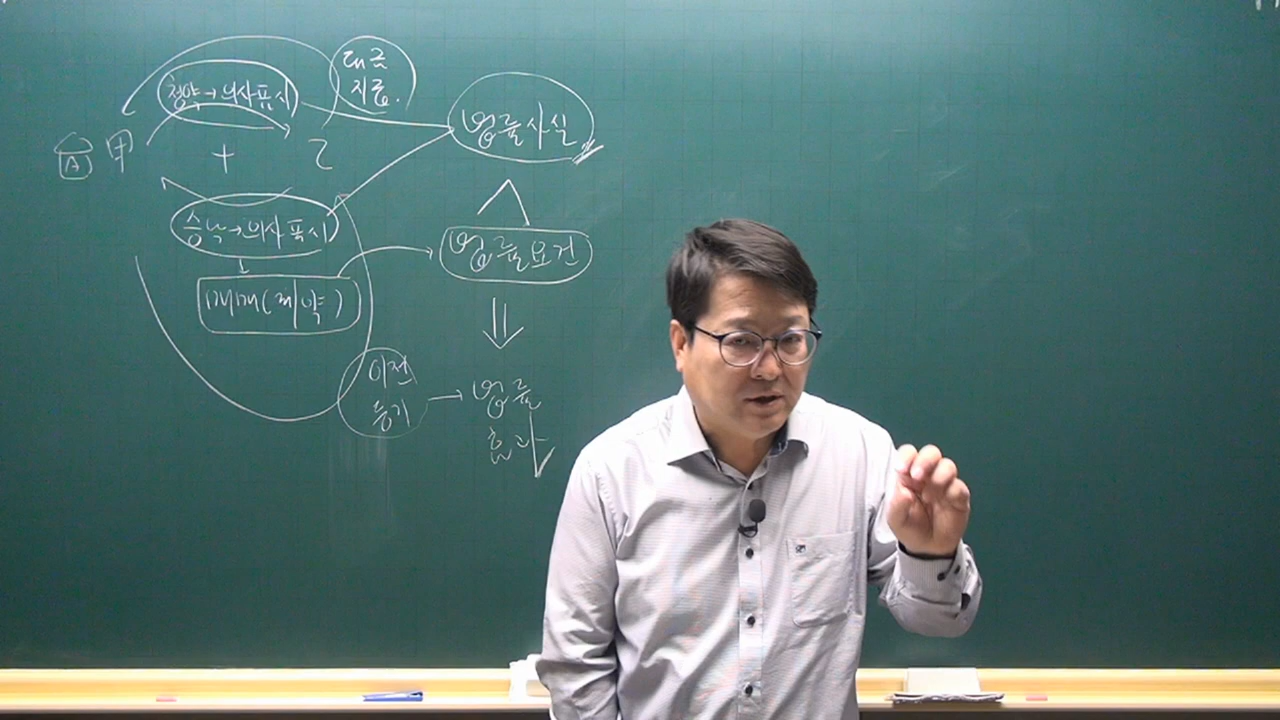 대금
지급.
청약→의사표시
법률사실
A 甲 + 乙
승낙→의사표시
법률요건
매매(계약)
이전
등기
법률
효과